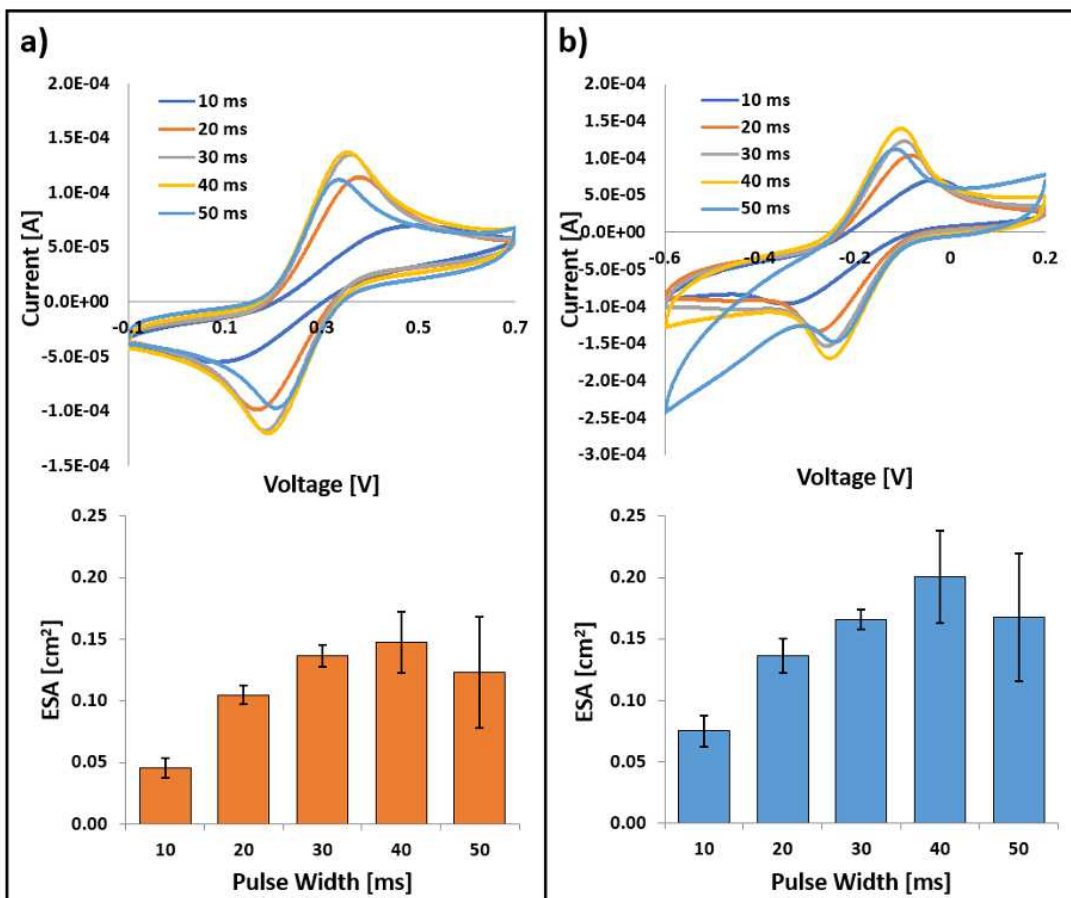 a)
2.0E-04
1.5E-04
1.0E-04
5.0E-05
0.0E+00
-5.0E-05
-1.0E-04
-1.5E-04
Current [A]
10 ms
20 ms
30 ms
40 ms
50 ms
-0.1
0.1
0.3
0.5
0.7
Voltage [V]
0.25
0.20
0.15
0.10
0.05
0.00
ESA [cm²]
10
20
30
40
50
Pulse Width [ms]
b)
2.0E-04
1.5E-04
1.0E-04
5.0E-05
0.0E+00
-5.0E-05
-1.0E-04
-1.5E-04
-2.0E-04
-2.5E-04
-3.0E-04
Current [A]
10 ms
20 ms
30 ms
40 ms
50 ms
-0.6
-0.4
-0.2
0
0.2
Voltage [V]
0.25
0.20
0.15
0.10
0.05
0.00
ESA [cm²]
10
20
30
40
50
Pulse Width [ms]